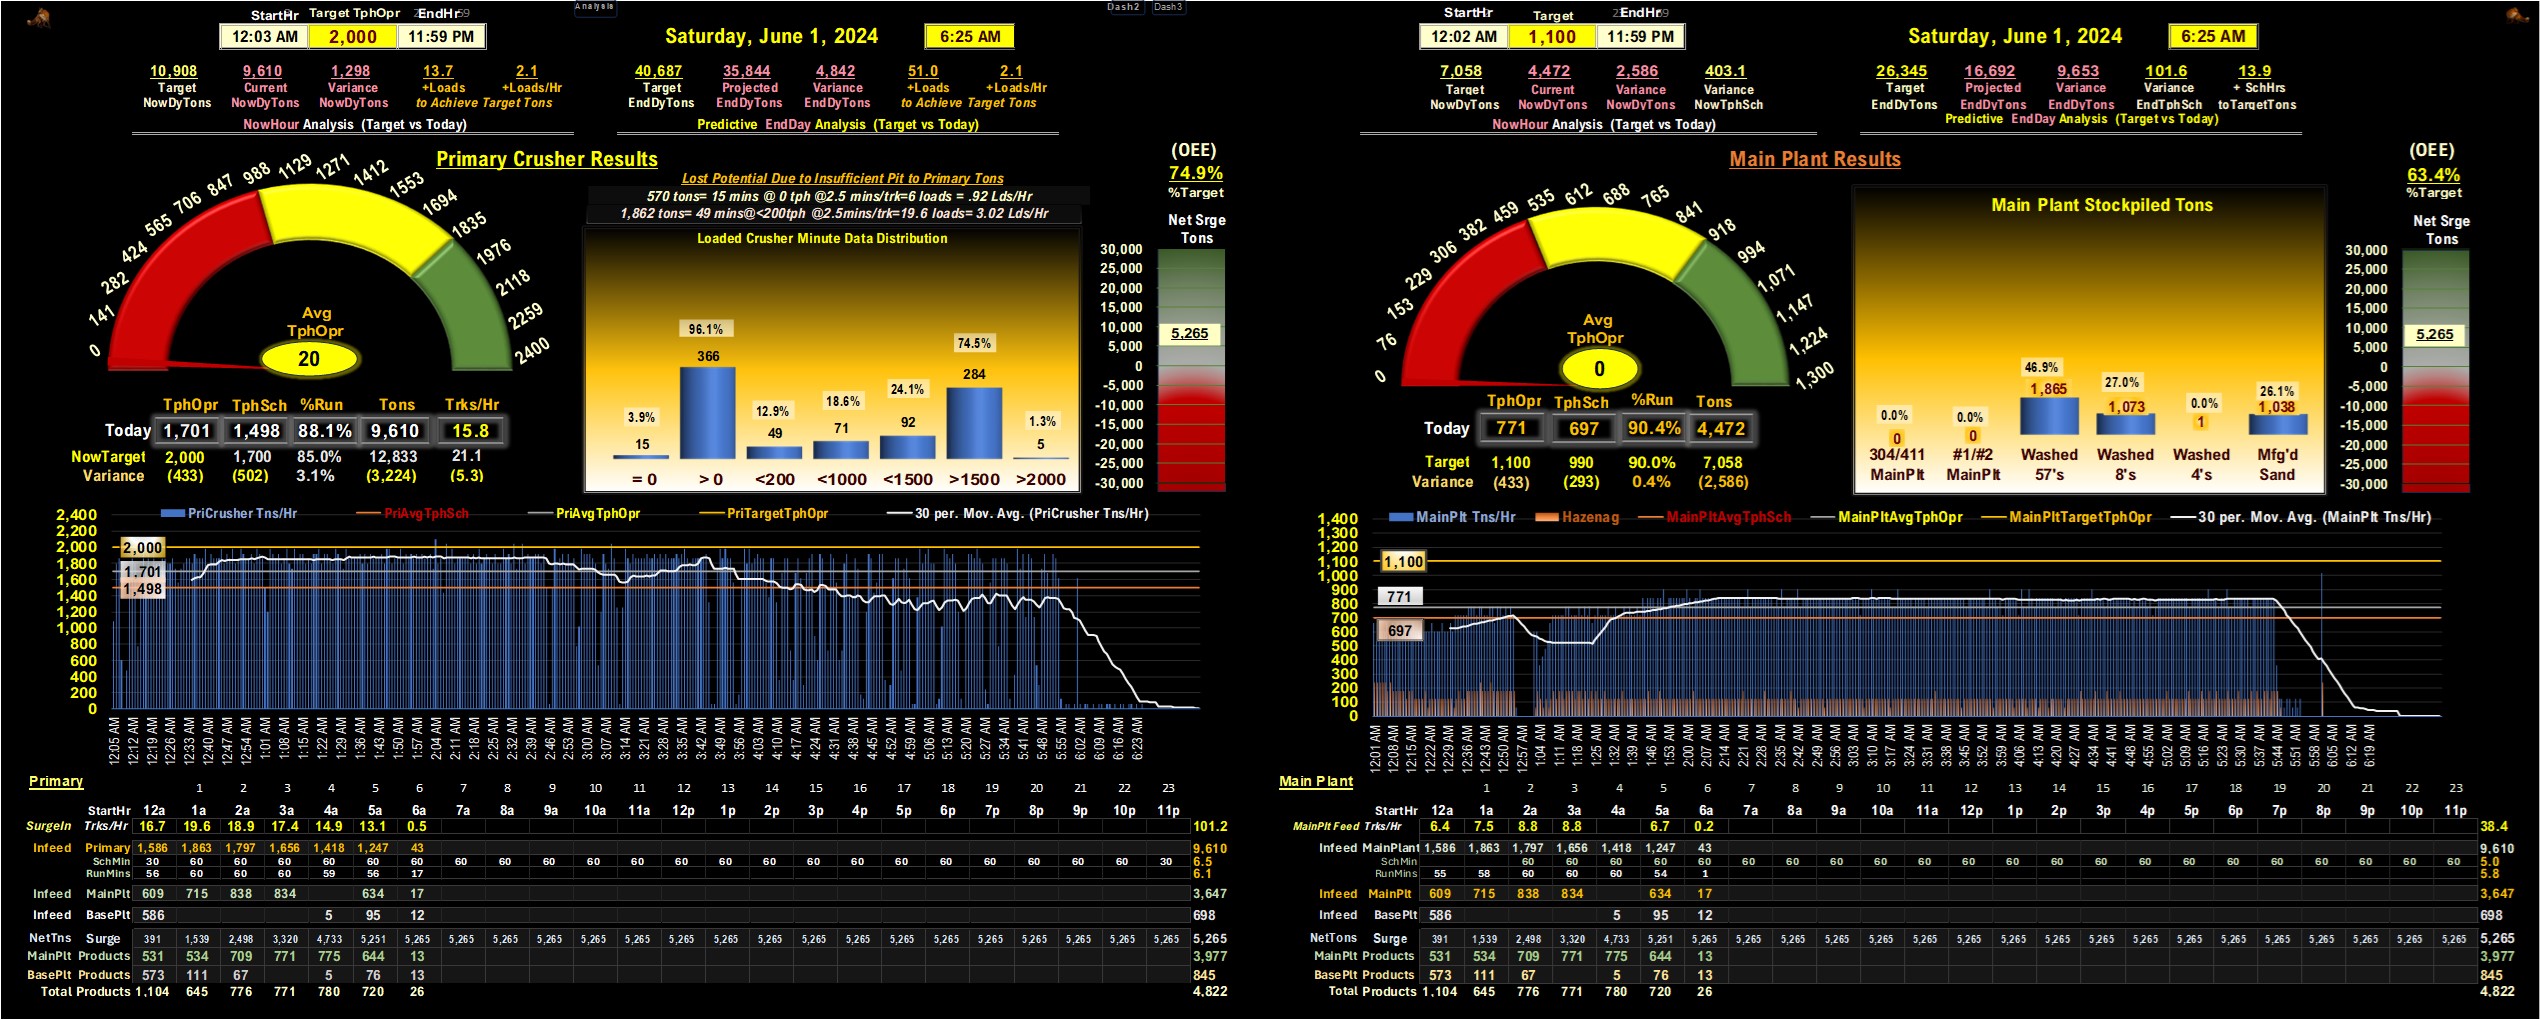 Analysis Dash2 Dash3
StartHr Target TphOpr EndHr
12:03 AM 2,000 11:59 PM
Saturday, June 1, 2024 6:25 AM
10,908 9,610 1,298 13.7 2.1
Target Current Variance +Loads +Loads/Hr
NowDyTons NowDyTons NowDyTons to Achieve Target Tons
NowHour Analysis (Target vs Today)
40,687 35,844 4,842 51.0 2.1
Target Projected Variance +Loads +Loads/Hr
EndDyTons EndDyTons EndDyTons to Achieve Target Tons
Predictive EndDay Analysis (Target vs Today)
Primary Crusher Results
Lost Potential Due to Insufficient Pit to Primary Tons
570 tons= 15 mins @ 0 tph @2.5 mins/trk=6 loads = .92 Lds/Hr
1,862 tons= 49 mins@<200tph @2.5mins/trk=19.6 loads= 3.02 Lds/Hr
(OEE)
74.9%
%Target
Net Srge
Tons
30,000
25,000
20,000
15,000
10,000
5,265
5,000
0
-5,000
-10,000
-15,000
-20,000
-25,000
-30,000
0 141 282 424 565 706 847 988 1129 1271 1412 1553 1694 1835 1976 2118 2259 2400
Avg
TphOpr
20
Loaded Crusher Minute Data Distribution
3.9% 96.1% 12.9% 18.6% 24.1% 74.5% 1.3%
15 366 49 71 92 284 5
= 0 > 0 <200 <1000 <1500 >1500 >2000
TphOpr TphSch %Run Tons Trks/Hr
Today 1,701 1,498 88.1% 9,610 15.8
NowTarget 2,000 1,700 85.0% 12,833 21.1
Variance (433) (502) 3.1% (3,224) (5.3)
PriCrusher Tns/Hr PriAvgTphSch PriAvgTphOpr PriTargetTphOpr 30 per. Mov. Avg. (PriCrusher Tns/Hr)
2,400
2,200
2,000
1,800
1,600
1,400
1,200
1,000
800
600
400
200
0
2,000
1,701
1,498
12:05 AM 12:12 AM 12:19 AM 12:26 AM 12:33 AM 12:40 AM 12:47 AM 12:54 AM 1:01 AM 1:08 AM 1:15 AM 1:22 AM 1:29 AM 1:36 AM 1:43 AM 1:50 AM 1:57 AM 2:04 AM 2:11 AM 2:18 AM 2:25 AM 2:32 AM 2:39 AM 2:46 AM 2:53 AM 3:00 AM 3:07 AM 3:14 AM 3:21 AM 3:28 AM 3:35 AM 3:42 AM 3:49 AM 3:56 AM 4:03 AM 4:10 AM 4:17 AM 4:24 AM 4:31 AM 4:38 AM 4:45 AM 4:52 AM 4:59 AM 5:06 AM 5:13 AM 5:20 AM 5:27 AM 5:34 AM 5:41 AM 5:48 AM 5:55 AM 6:02 AM 6:09 AM 6:16 AM 6:23 AM
Primary
1 2 3 4 5 6 7 8 9 10 11 12 13 14 15 16 17 18 19 20 21 22 23
StartHr 12a 1a 2a 3a 4a 5a 6a 7a 8a 9a 10a 11a 12p 1p 2p 3p 4p 5p 6p 7p 8p 9p 10p 11p
SurgeIn Trks/Hr 16.7 19.6 18.9 17.4 14.9 13.1 0.5 101.2
Infeed Primary 1,586 1,863 1,797 1,656 1,418 1,247 43 9,610
SchMin 30 60 60 60 60 60 60 60 60 60 60 60 60 60 60 60 60 60 60 60 60 60 60 30 6.5
RunMins 56 60 60 60 59 56 17 6.1
Infeed MainPlt 609 715 838 834 634 17 3,647
Infeed BasePlt 586 5 95 12 698
NetTns Surge 391 1,539 2,498 3,320 4,733 5,251 5,265 5,265 5,265 5,265 5,265 5,265 5,265 5,265 5,265 5,265 5,265 5,265 5,265 5,265 5,265 5,265 5,265 5,265 5,265
MainPlt Products 531 534 709 771 775 644 13 3,977
BasePlt Products 573 111 67 5 76 13 845
Total Products 1,104 645 776 771 780 720 26 4,822
StartHr Target EndHr
12:02 AM 1,100 11:59 PM
Saturday, June 1, 2024 6:25 AM
7,058 4,472 2,586 403.1
Target Current Variance Variance
NowDyTons NowDyTons NowDyTons NowTphSch
NowHour Analysis (Target vs Today)
26,345 16,692 9,653 101.6 13.9
Target Projected Variance Variance + SchHrs
EndDyTons EndDyTons EndDyTons EndTphSch toTargetTons
Predictive EndDay Analysis (Target vs Today)
Main Plant Results
(OEE)
63.4%
%Target
Net Srge
Tons
30,000
25,000
20,000
15,000
10,000
5,265
5,000
0
-5,000
-10,000
-15,000
-20,000
-25,000
-30,000
0 76 153 229 306 382 459 535 612 688 765 841 918 994 1,071 1,147 1,224 1,300
Avg
TphOpr
0
Main Plant Stockpiled Tons
0.0% 0.0% 46.9% 27.0% 0.0% 26.1%
0 0 1,865 1,073 1 1,038
304/411 #1/#2 Washed Washed Washed Mfg'd
MainPlt MainPlt 57's 8's 4's Sand
TphOpr TphSch %Run Tons
Today 771 697 90.4% 4,472
Target 1,100 990 90.0% 7,058
Variance (433) (293) 0.4% (2,586)
MainPlt Tns/Hr Hazenag MainPltAvgTphSch MainPltAvgTphOpr MainPltTargetTphOpr 30 per. Mov. Avg. (MainPlt Tns/Hr)
1,400
1,300
1,200
1,100
1,000
900
800
700
600
500
400
300
200
100
0
1,100
771
697
12:01 AM 12:08 AM 12:15 AM 12:22 AM 12:29 AM 12:36 AM 12:43 AM 12:50 AM 12:57 AM 1:04 AM 1:11 AM 1:18 AM 1:25 AM 1:32 AM 1:39 AM 1:46 AM 1:53 AM 2:00 AM 2:07 AM 2:14 AM 2:21 AM 2:28 AM 2:35 AM 2:42 AM 2:49 AM 2:56 AM 3:03 AM 3:10 AM 3:17 AM 3:24 AM 3:31 AM 3:38 AM 3:45 AM 3:52 AM 3:59 AM 4:06 AM 4:13 AM 4:20 AM 4:27 AM 4:34 AM 4:41 AM 4:48 AM 4:55 AM 5:02 AM 5:09 AM 5:16 AM 5:23 AM 5:30 AM 5:37 AM 5:44 AM 5:51 AM 5:58 AM 6:05 AM 6:12 AM 6:19 AM
Main Plant
1 2 3 4 5 6 7 8 9 10 11 12 13 14 15 16 17 18 19 20 21 22 23
StartHr 12a 1a 2a 3a 4a 5a 6a 7a 8a 9a 10a 11a 12p 1p 2p 3p 4p 5p 6p 7p 8p 9p 10p 11p
MainPlt Feed Trks/Hr 6.4 7.5 8.8 8.8 6.7 0.2 38.4
Infeed MainPlant 1,586 1,863 1,797 1,656 1,418 1,247 43 9,610
SchMin 60 60 60 60 60 60 60 60 60 60 60 60 60 60 60 60 60 60 60 60 60 60 5.0
RunMins 55 58 60 60 60 54 1 5.8
Infeed MainPlt 609 715 838 834 634 17 3,647
Infeed BasePlt 586 5 95 12 698
NetTons Surge 391 1,539 2,498 3,320 4,733 5,251 5,265 5,265 5,265 5,265 5,265 5,265 5,265 5,265 5,265 5,265 5,265 5,265 5,265 5,265 5,265 5,265 5,265 5,265 5,265
MainPlt Products 531 534 709 771 775 644 13 3,977
BasePlt Products 573 111 67 5 76 13 845
Total Products 1,104 645 776 771 780 720 26 4,822